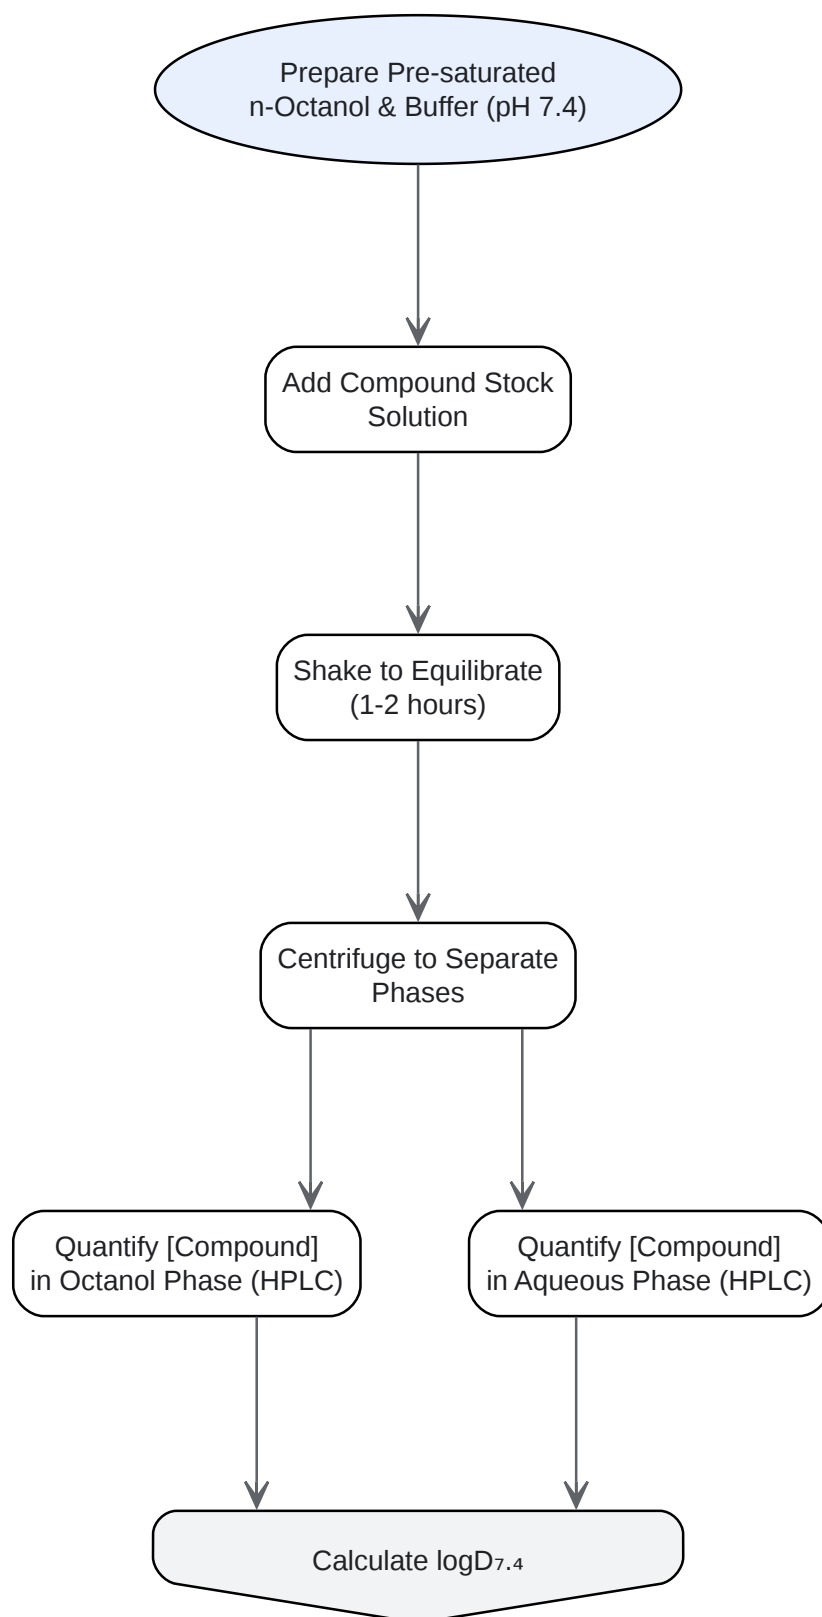 Prepare Pre-saturated
n-Octanol & Buffer (pH 7.4)
Add Compound Stock
Solution
Shake to Equilibrate
(1-2 hours)
Centrifuge to Separate
Phases
Quantify [Compound]
in Octanol Phase (HPLC)
Quantify [Compound]
in Aqueous Phase (HPLC)
Calculate logD₇.₄